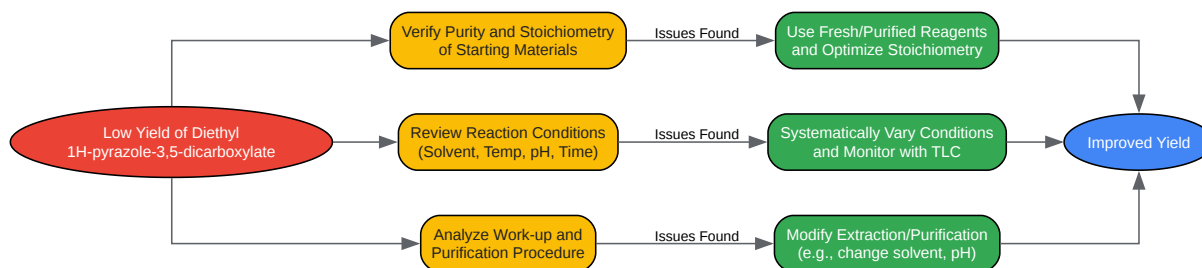 Verify Purity and Stoichiometry
of Starting Materials
Issues Found
Use Fresh/Purified Reagents
and Optimize Stoichiometry
Low Yield of Diethyl
1H-pyrazole-3,5-dicarboxylate
Review Reaction Conditions
(Solvent, Temp, pH, Time)
Issues Found
Systematically Vary Conditions
and Monitor with TLC
Improved Yield
Analyze Work-up and
Purification Procedure
Issues Found
Modify Extraction/Purification
(e.g., change solvent, pH)